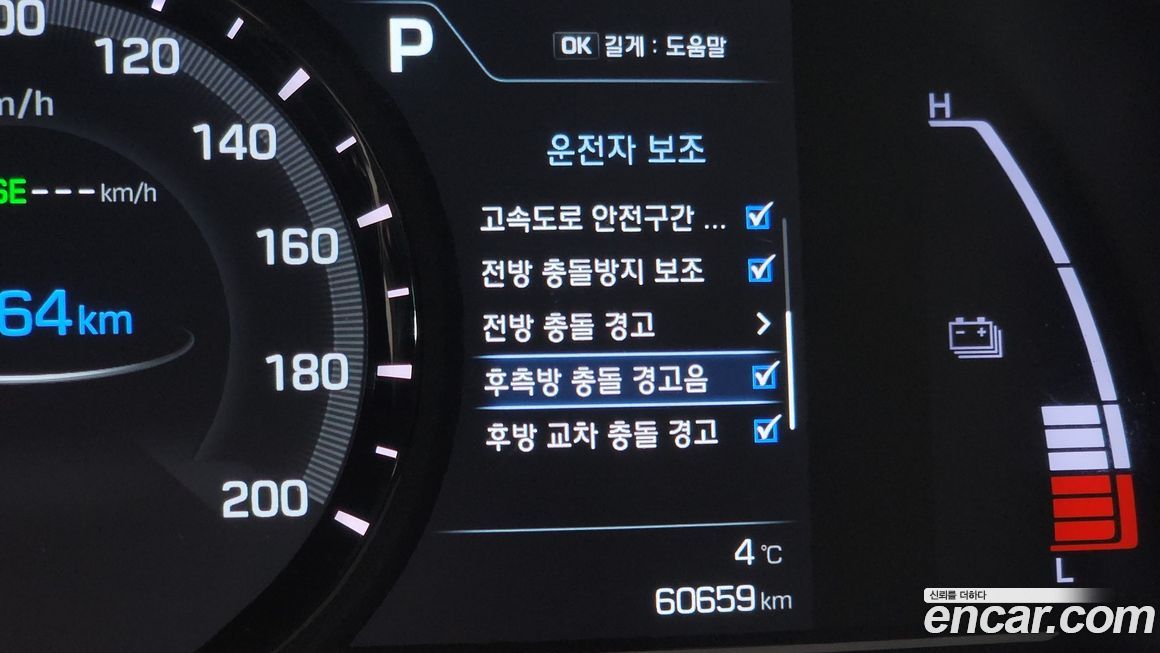 P
OK 길게 : 도움말
120
140
160
180
200
km/h
64 km
운전자 보조
고속도로 안전구간 ...
전방 충돌방지 보조
전방 충돌 경고
후측방 충돌 경고음
후방 교차 충돌 경고
4 ℃
60659 km
H
L
신뢰를 더하다
encar.com